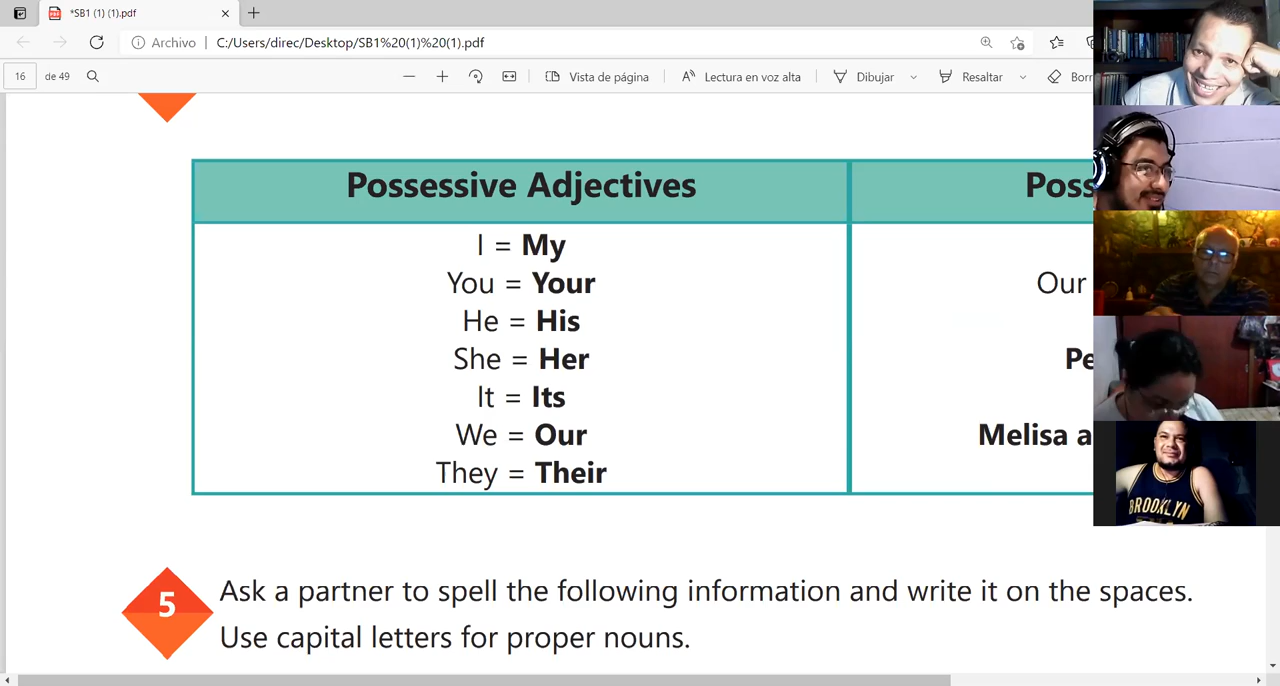 *SB1 (1) (1).pdf
Archivo | C:/Users/direc/Desktop/SB1%20(1)%20(1).pdf
16 de 49 Vista de página Lectura en voz alta Dibujar Resaltar
Possessive Adjectives
I = My
You = Your
He = His
She = Her
It = Its
We = Our
They = Their
Our
Melisa
5
Ask a partner to spell the following information and write it on the spaces.
Use capital letters for proper nouns.
BROOKLYN